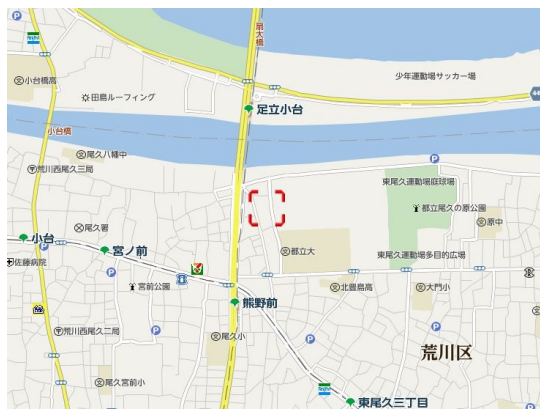 扇大橋
少年運動場サッカー場
小台橋高
田島ルーフィング
足立小台
小台橋
尾久八幡中
荒川西尾久三局
東尾久運動場庭球場
都立尾久の原公園
原中
尾久署
小台
宮ノ前
都立大
東尾久運動場多目的広場
佐藤病院
宮前公園
北豊島高
大門小
熊野前
荒川西尾久二局
尾久小
荒川区
尾久宮前小
東尾久三丁目